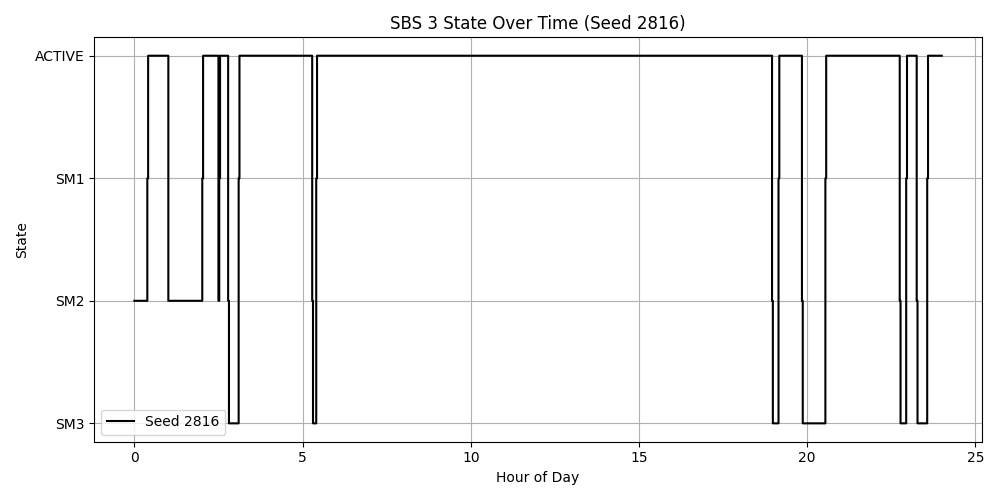 SBS 3 State Over Time (Seed 2816)
ACTIVE
SM1
SM2
SM3
State
Seed 2816
0 5 10 15 20 25
Hour of Day